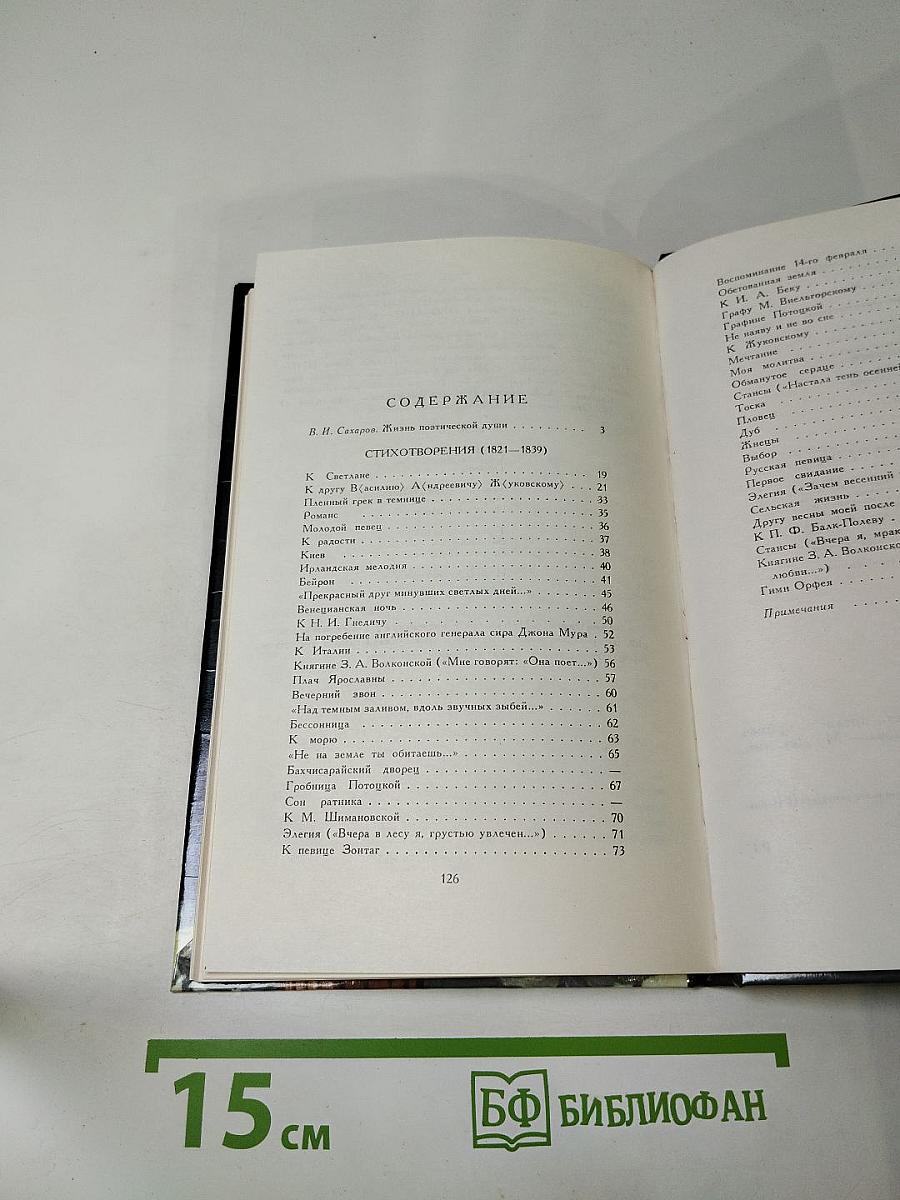 СОДЕРЖАНИЕ
В. И. Сахаров. Жизнь поэтической души . . . . . . . . . 3
СТИХОТВОРЕНИЯ (1821—1839)
К Светлане . . . . . . . . . . . . . . . . . . . . 19
К другу В⟨асилию⟩ А⟨ндреевичу⟩ Ж⟨уковскому⟩ . . . 21
Пленный грек в темнице . . . . . . . . . . . . . . 33
Романс . . . . . . . . . . . . . . . . . . . . 35
Молодой певец . . . . . . . . . . . . . . . . . . 36
К радости . . . . . . . . . . . . . . . . . . . . 37
Киев . . . . . . . . . . . . . . . . . . . . 38
Ирландская мелодия . . . . . . . . . . . . . . . . 40
Бейрон . . . . . . . . . . . . . . . . . . . . 41
«Прекрасный друг минувших светлых дней...» . . . . . 45
Венецианская ночь . . . . . . . . . . . . . . . . 46
К Н. И. Гнедичу . . . . . . . . . . . . . . . . 50
На погребение английского генерала сира Джона Мура . 52
К Италии . . . . . . . . . . . . . . . . . . . . 53
Княгине З. А. Волконской («Мне говорят: «Она поет...») 56
Плач Ярославны . . . . . . . . . . . . . . . . . . 57
Вечерний звон . . . . . . . . . . . . . . . . . . 60
«Над темным заливом, вдоль звучных зыбей...» . . . . 61
Бессонница . . . . . . . . . . . . . . . . . . . . 62
К морю . . . . . . . . . . . . . . . . . . . . 63
«Не на земле ты обитаешь...» . . . . . . . . . . . . 65
Бахчисарайский дворец . . . . . . . . . . . . . . —
Гробница Потоцкой . . . . . . . . . . . . . . . . 67
Сон ратника . . . . . . . . . . . . . . . . . . . . —
К М. Шимановской . . . . . . . . . . . . . . . . 70
Элегия («Вчера в лесу я, грустью увлечен...») . . . . . . 71
К певице Зонтаг . . . . . . . . . . . . . . . . . . 73
126
Воспоминание 14-го февраля . . .
Обетованная земля . . . . . . .
К И. А. Беку . . . . . . . .
Графу М. Виельгорскому . . . .
Графине Потоцкой . . . . . .
Не наяву и не во сне . . . . .
К Жуковскому . . . . . . . .
Мечтание . . . . . . . .
Моя молитва . . . . . . . .
Обманутое сердце . . . . . .
Стансы («Настала тень осенней
Тоска . . . . . . . .
Пловец . . . . . . . .
Дуб . . . . . . . .
Жнецы . . . . . . . .
Выбор . . . . . . . .
Русская певица . . . . . .
Первое свидание . . . . . .
Элегия («Зачем весенний
Сельская жизнь . . . . . .
Другу весны моей после
К П. Ф. Балк-Полеву . .
Стансы («Вчера я, мрак
Княгине З. А. Волконско
любви...») . . . . .
Гимн Орфея . . . . . .
Примечания . . . . .
15 см
БФ БИБЛИОФАН